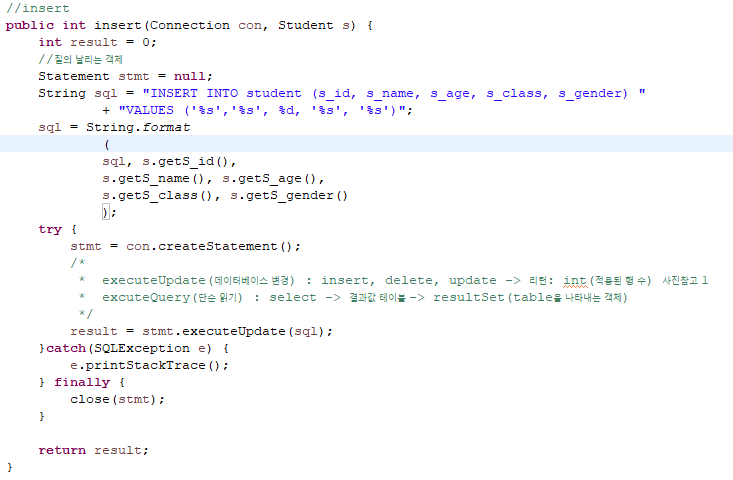 //insert
public int insert(Connection con, Student s) {
    int result = 0;
    //질의 날리는 객체
    Statement stmt = null;
    String sql = "INSERT INTO student (s_id, s_name, s_age, s_class, s_gender) "
            + "VALUES ('%s','%s', %d, '%s', '%s')";
    sql = String.format
            (
            sql, s.getS_id(),
            s.getS_name(), s.getS_age(),
            s.getS_class(), s.getS_gender()
            );
    try {
        stmt = con.createStatement();
        /*
         *  executeUpdate(데이터베이스 변경) : insert, delete, update -> 리턴: int(적용된 행 수)  사진참고 1
         *  excuteQuery(단순 읽기) : select -> 결과값 테이블 -> resultSet(table을 나타내는 객체)
         */
        result = stmt.executeUpdate(sql);
    }catch(SQLException e) {
        e.printStackTrace();
    } finally {
        close(stmt);
    }
    return result;
}